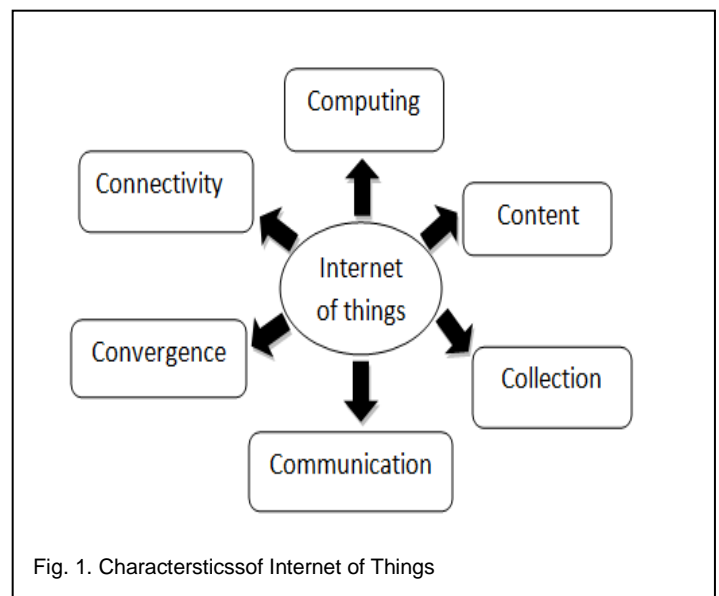 Computing
Connectivity
Content
Internet
of things
Convergence
Collection
Communication
Fig. 1. Charactersticssof Internet of Things